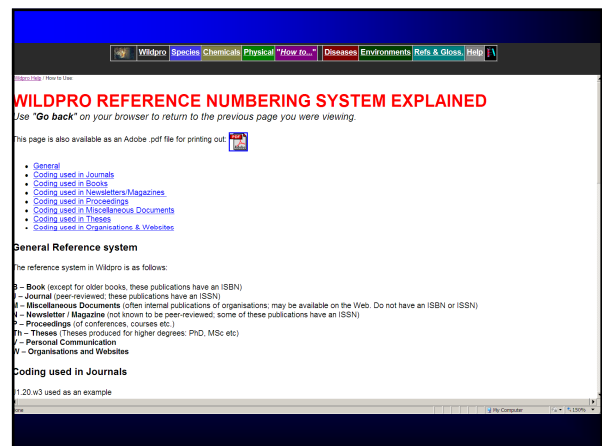 Wildpro Species Chemicals Physical "How to..." Diseases Environments Refs & Gloss. Help
Wildpro Help / How to Use
WILDPRO REFERENCE NUMBERING SYSTEM EXPLAINED
Use "Go back" on your browser to return to the previous page you were viewing.
This page is also available as an Adobe .pdf file for printing out:
General
Coding used in Journals
Coding used in Books
Coding used in Newsletters/Magazines
Coding used in Proceedings
Coding used in Miscellaneous Documents
Coding used in Theses
Coding used in Organisations & Websites
General Reference system
The reference system in Wildpro is as follows:
B – Book (except for older books, these publications have an ISBN)
J – Journal (peer-reviewed; these publications have an ISSN)
M – Miscellaneous Documents (often internal publications of organisations; may be available on the Web. Do not have an ISBN or ISSN)
N – Newsletter / Magazine (not known to be peer-reviewed; some of these publications have an ISSN)
P – Proceedings (of conferences, courses etc.)
Th – Theses (Theses produced for higher degrees: PhD, MSc etc)
V – Personal Communication
W – Organisations and Websites
Coding used in Journals
J1.20.w3 used as an example
Done My Computer 150%